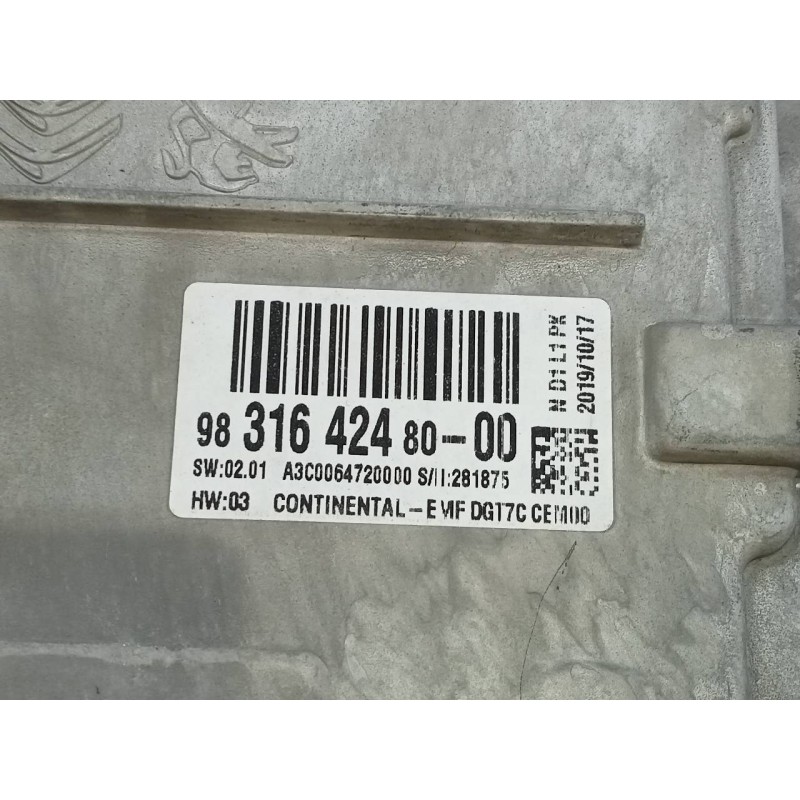 98 316 424 80-00
SW:02.01 A3C0064720000 S/N:281875
HW:03 CONTINENTAL-EMF DGT7C CEM00
N D1 L1 PK
2019/10/17